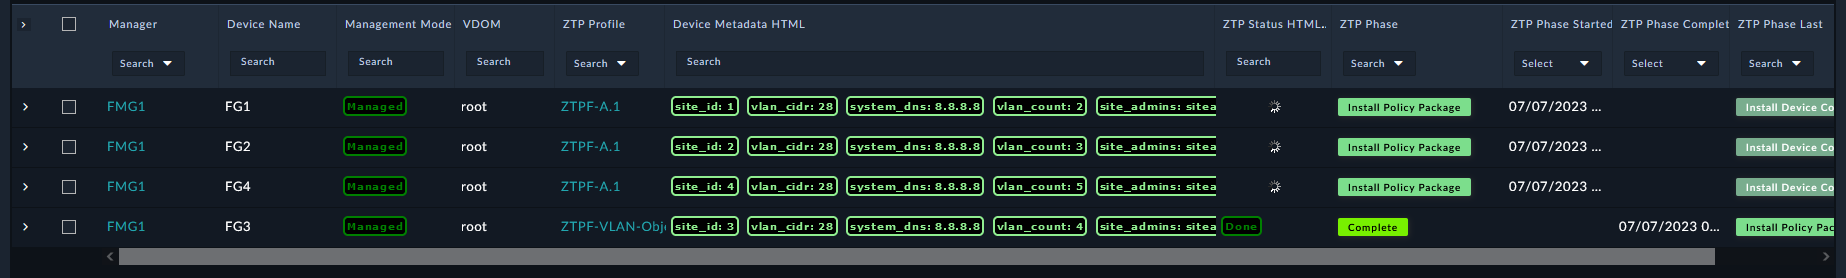 Manager Device Name Management Mode VDOM ZTP Profile Device Metadata HTML ZTP Status HTML.. ZTP Phase ZTP Phase Started ZTP Phase Complet ZTP Phase Last
Search Search Search Search Search Search Search Search Select Select Search
FMG1 FG1 Managed root ZTPF-A.1 site_id: 1 vlan_cidr: 28 system_dns: 8.8.8.8 vlan_count: 2 site_admins: sitea Install Policy Package 07/07/2023 ... Install Device Co
FMG1 FG2 Managed root ZTPF-A.1 site_id: 2 vlan_cidr: 28 system_dns: 8.8.8.8 vlan_count: 3 site_admins: sitea Install Policy Package 07/07/2023 ... Install Device Co
FMG1 FG4 Managed root ZTPF-A.1 site_id: 4 vlan_cidr: 28 system_dns: 8.8.8.8 vlan_count: 5 site_admins: sitea Install Policy Package 07/07/2023 ... Install Device Co
FMG1 FG3 Managed root ZTPF-VLAN-Obj site_id: 3 vlan_cidr: 28 system_dns: 8.8.8.8 vlan_count: 4 site_admins: sitea Done Complete 07/07/2023 0... Install Policy Pac